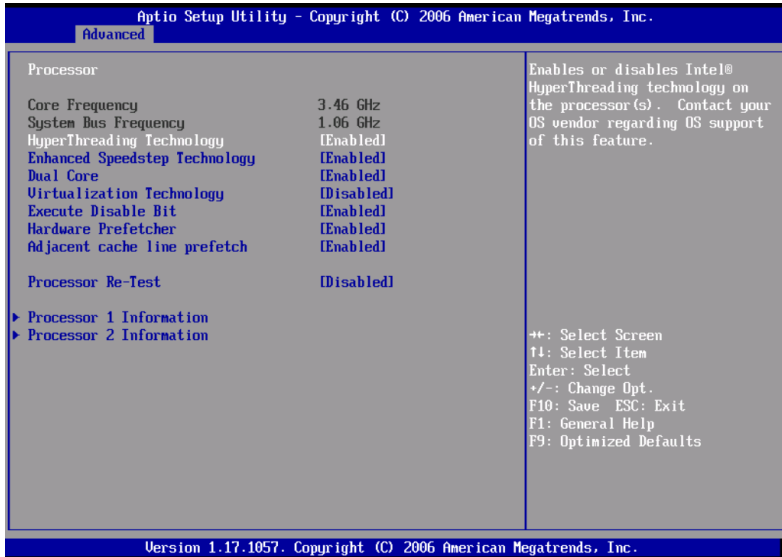 Aptio Setup Utility - Copyright (C) 2006 American Megatrends, Inc.
Advanced
Processor
Core Frequency 3.46 GHz
System Bus Frequency 1.06 GHz
HyperThreading Technology [Enabled]
Enhanced Speedstep Technology [Enabled]
Dual Core [Enabled]
Virtualization Technology [Disabled]
Execute Disable Bit [Enabled]
Hardware Prefetcher [Enabled]
Adjacent cache line prefetch [Enabled]
Processor Re-Test [Disabled]
Processor 1 Information
Processor 2 Information
Enables or disables Intel®
HyperThreading technology on
the processor(s). Contact your
OS vendor regarding OS support
of this feature.
→←: Select Screen
↑↓: Select Item
Enter: Select
+/-: Change Opt.
F10: Save ESC: Exit
F1: General Help
F9: Optimized Defaults
Version 1.17.1057. Copyright (C) 2006 American Megatrends, Inc.